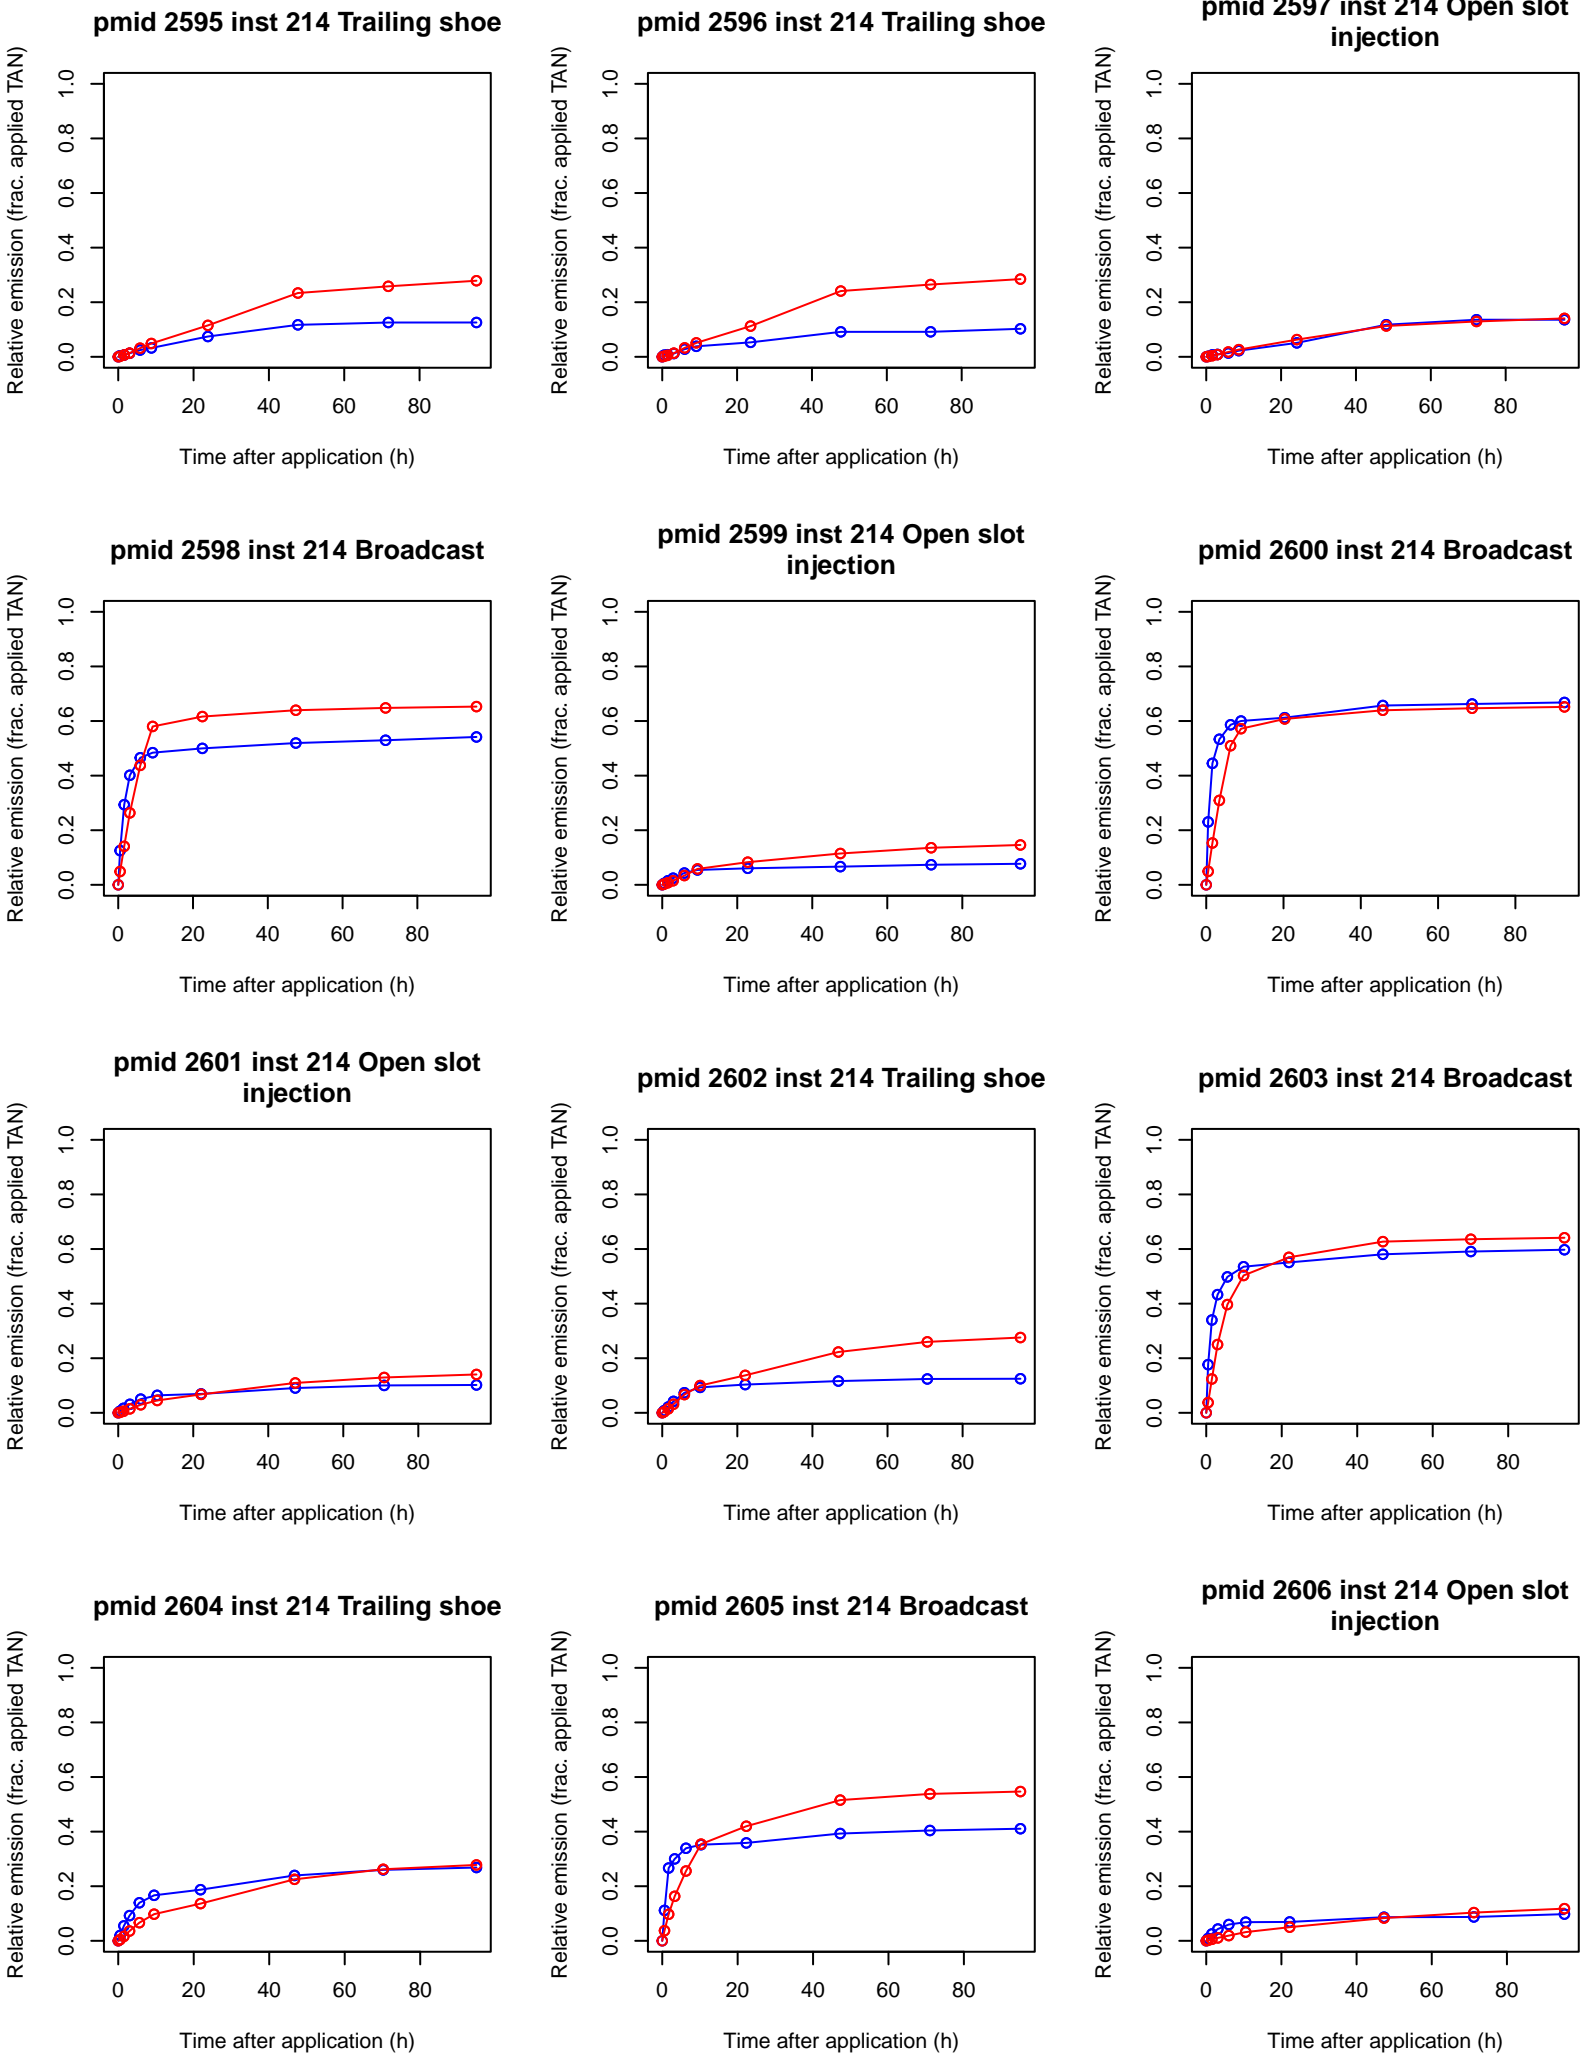 pmid 2595 inst 214 Trailing shoe
Relative emission (frac. applied TAN)
1.0
0.8
0.6
0.4
0.2
0.0
0 20 40 60 80
Time after application (h)
pmid 2596 inst 214 Trailing shoe
Relative emission (frac. applied TAN)
1.0
0.8
0.6
0.4
0.2
0.0
0 20 40 60 80
Time after application (h)
pmid 2597 inst 214 Open slot
injection
Relative emission (frac. applied TAN)
1.0
0.8
0.6
0.4
0.2
0.0
0 20 40 60 80
Time after application (h)
pmid 2598 inst 214 Broadcast
Relative emission (frac. applied TAN)
1.0
0.8
0.6
0.4
0.2
0.0
0 20 40 60 80
Time after application (h)
pmid 2599 inst 214 Open slot
injection
Relative emission (frac. applied TAN)
1.0
0.8
0.6
0.4
0.2
0.0
0 20 40 60 80
Time after application (h)
pmid 2600 inst 214 Broadcast
Relative emission (frac. applied TAN)
1.0
0.8
0.6
0.4
0.2
0.0
0 20 40 60 80
Time after application (h)
pmid 2601 inst 214 Open slot
injection
Relative emission (frac. applied TAN)
1.0
0.8
0.6
0.4
0.2
0.0
0 20 40 60 80
Time after application (h)
pmid 2602 inst 214 Trailing shoe
Relative emission (frac. applied TAN)
1.0
0.8
0.6
0.4
0.2
0.0
0 20 40 60 80
Time after application (h)
pmid 2603 inst 214 Broadcast
Relative emission (frac. applied TAN)
1.0
0.8
0.6
0.4
0.2
0.0
0 20 40 60 80
Time after application (h)
pmid 2604 inst 214 Trailing shoe
Relative emission (frac. applied TAN)
1.0
0.8
0.6
0.4
0.2
0.0
0 20 40 60 80
Time after application (h)
pmid 2605 inst 214 Broadcast
Relative emission (frac. applied TAN)
1.0
0.8
0.6
0.4
0.2
0.0
0 20 40 60 80
Time after application (h)
pmid 2606 inst 214 Open slot
injection
Relative emission (frac. applied TAN)
1.0
0.8
0.6
0.4
0.2
0.0
0 20 40 60 80
Time after application (h)